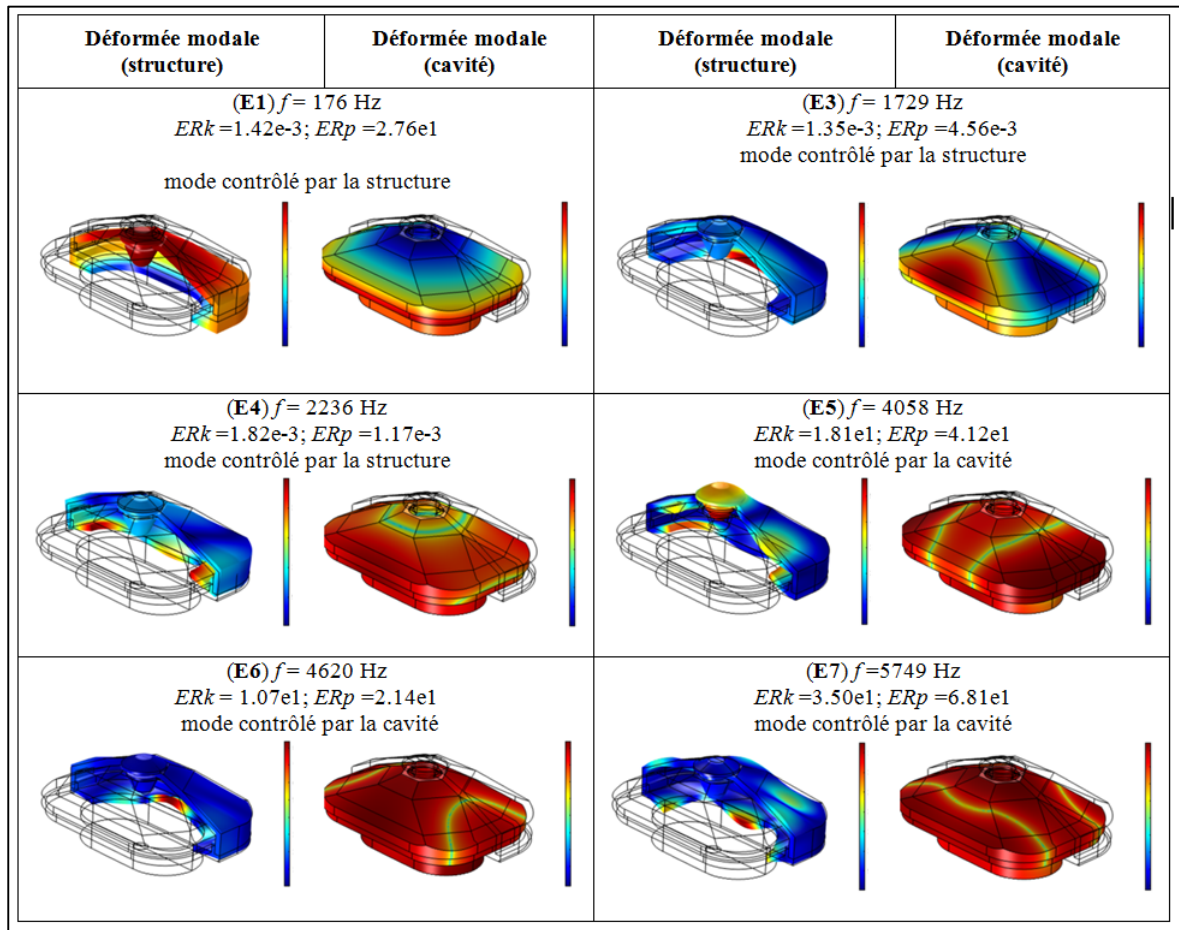 Déformée modale
(structure)
Déformée modale
(cavité)
Déformée modale
(structure)
Déformée modale
(cavité)
(E1) f = 176 Hz
ERk =1.42e-3; ERp =2.76e1
mode contrôlé par la structure
(E3) f = 1729 Hz
ERk =1.35e-3; ERp =4.56e-3
mode contrôlé par la structure
(E4) f = 2236 Hz
ERk =1.82e-3; ERp =1.17e-3
mode contrôlé par la structure
(E5) f = 4058 Hz
ERk =1.81e1; ERp =4.12e1
mode contrôlé par la cavité
(E6) f = 4620 Hz
ERk = 1.07e1; ERp =2.14e1
mode contrôlé par la cavité
(E7) f =5749 Hz
ERk =3.50e1; ERp =6.81e1
mode contrôlé par la cavité